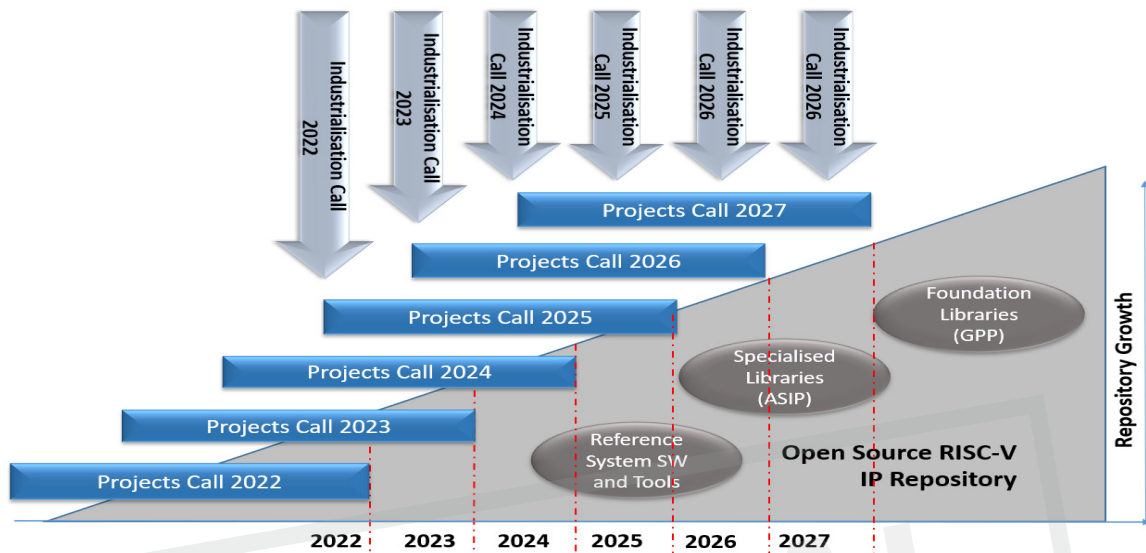 Industrialisation Call
2022
Industrialisation Call
2023
Industrialisation
Call 2024
Industrialisation
Call 2025
Industrialisation
Call 2026
Industrialisation
Call 2026
Projects Call 2027
Projects Call 2026
Projects Call 2025
Projects Call 2024
Projects Call 2023
Projects Call 2022
Foundation
Libraries
(GPP)
Specialised
Libraries
(ASIP)
Reference
System SW
and Tools
Open Source RISC-V
IP Repository
Repository Growth
2022 2023 2024 2025 2026 2027